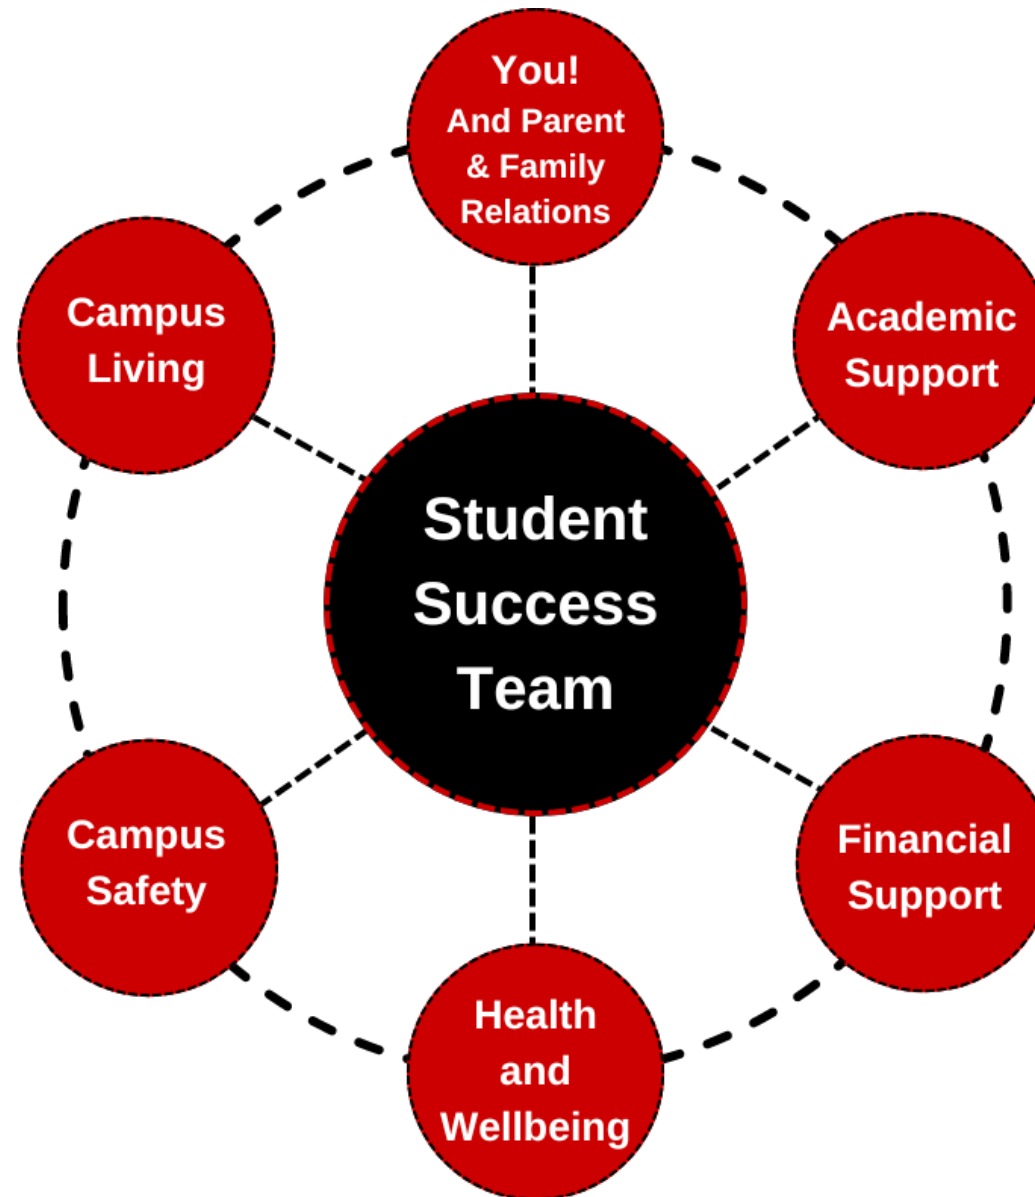 You!
And Parent
& Family
Relations
Academic
Support
Financial
Support
Health
and
Wellbeing
Campus
Safety
Campus
Living
Student
Success
Team